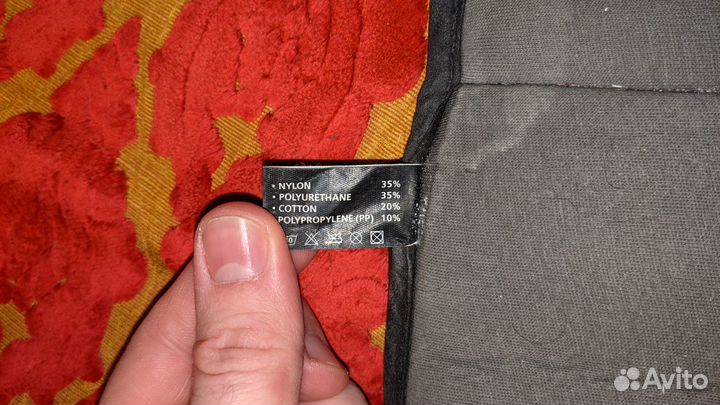 • NYLON 35%
• POLYURETHANE 35%
• COTTON 20%
POLYPROPYLENE (PP) 10%
Avito